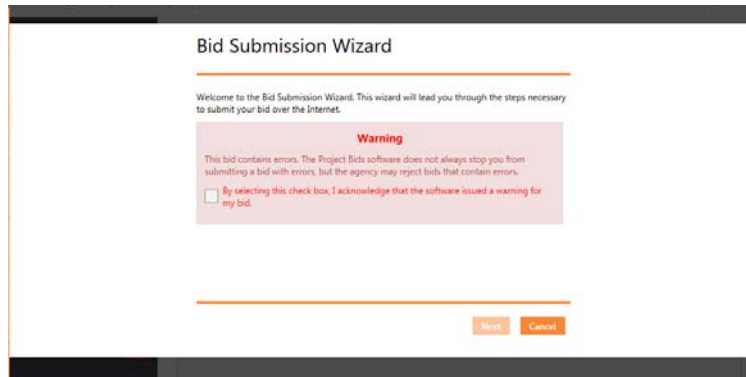 Bid Submission Wizard
Welcome to the Bid Submission Wizard. This wizard will lead you through the steps necessary
to submit your bid over the Internet.
Warning
This bid contains errors. The Project Bids software does not always stop you from
submitting a bid with errors, but the agency may reject bids that contain errors.
By selecting this check box, I acknowledge that the software issued a warning for
my bid.
Next Cancel